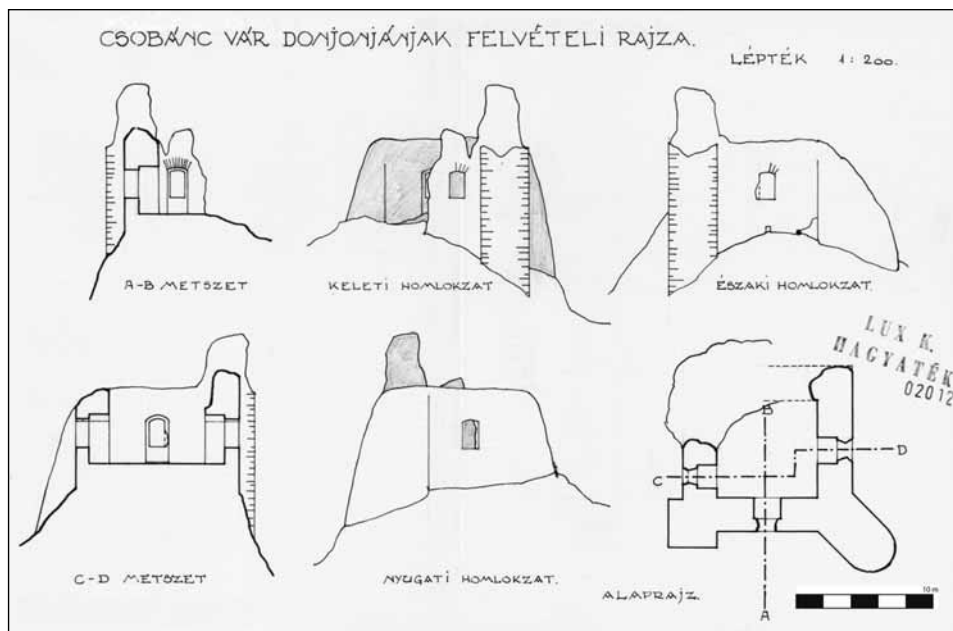 CSOBÁNC VÁR DONJONJÁNJAK FELVÉTELI RAJZA.
LÉPTÉK 1: 200.
A-B METSZET
KELETI HOMLOKZAT
ÉSZAKI HOMLOKZAT.
LUX K.
HAGYATÉK
02012
B
C
D
C-D METSZET
NYUGATI HOMLOKZAT.
ALAPRAJZ
A
10 m